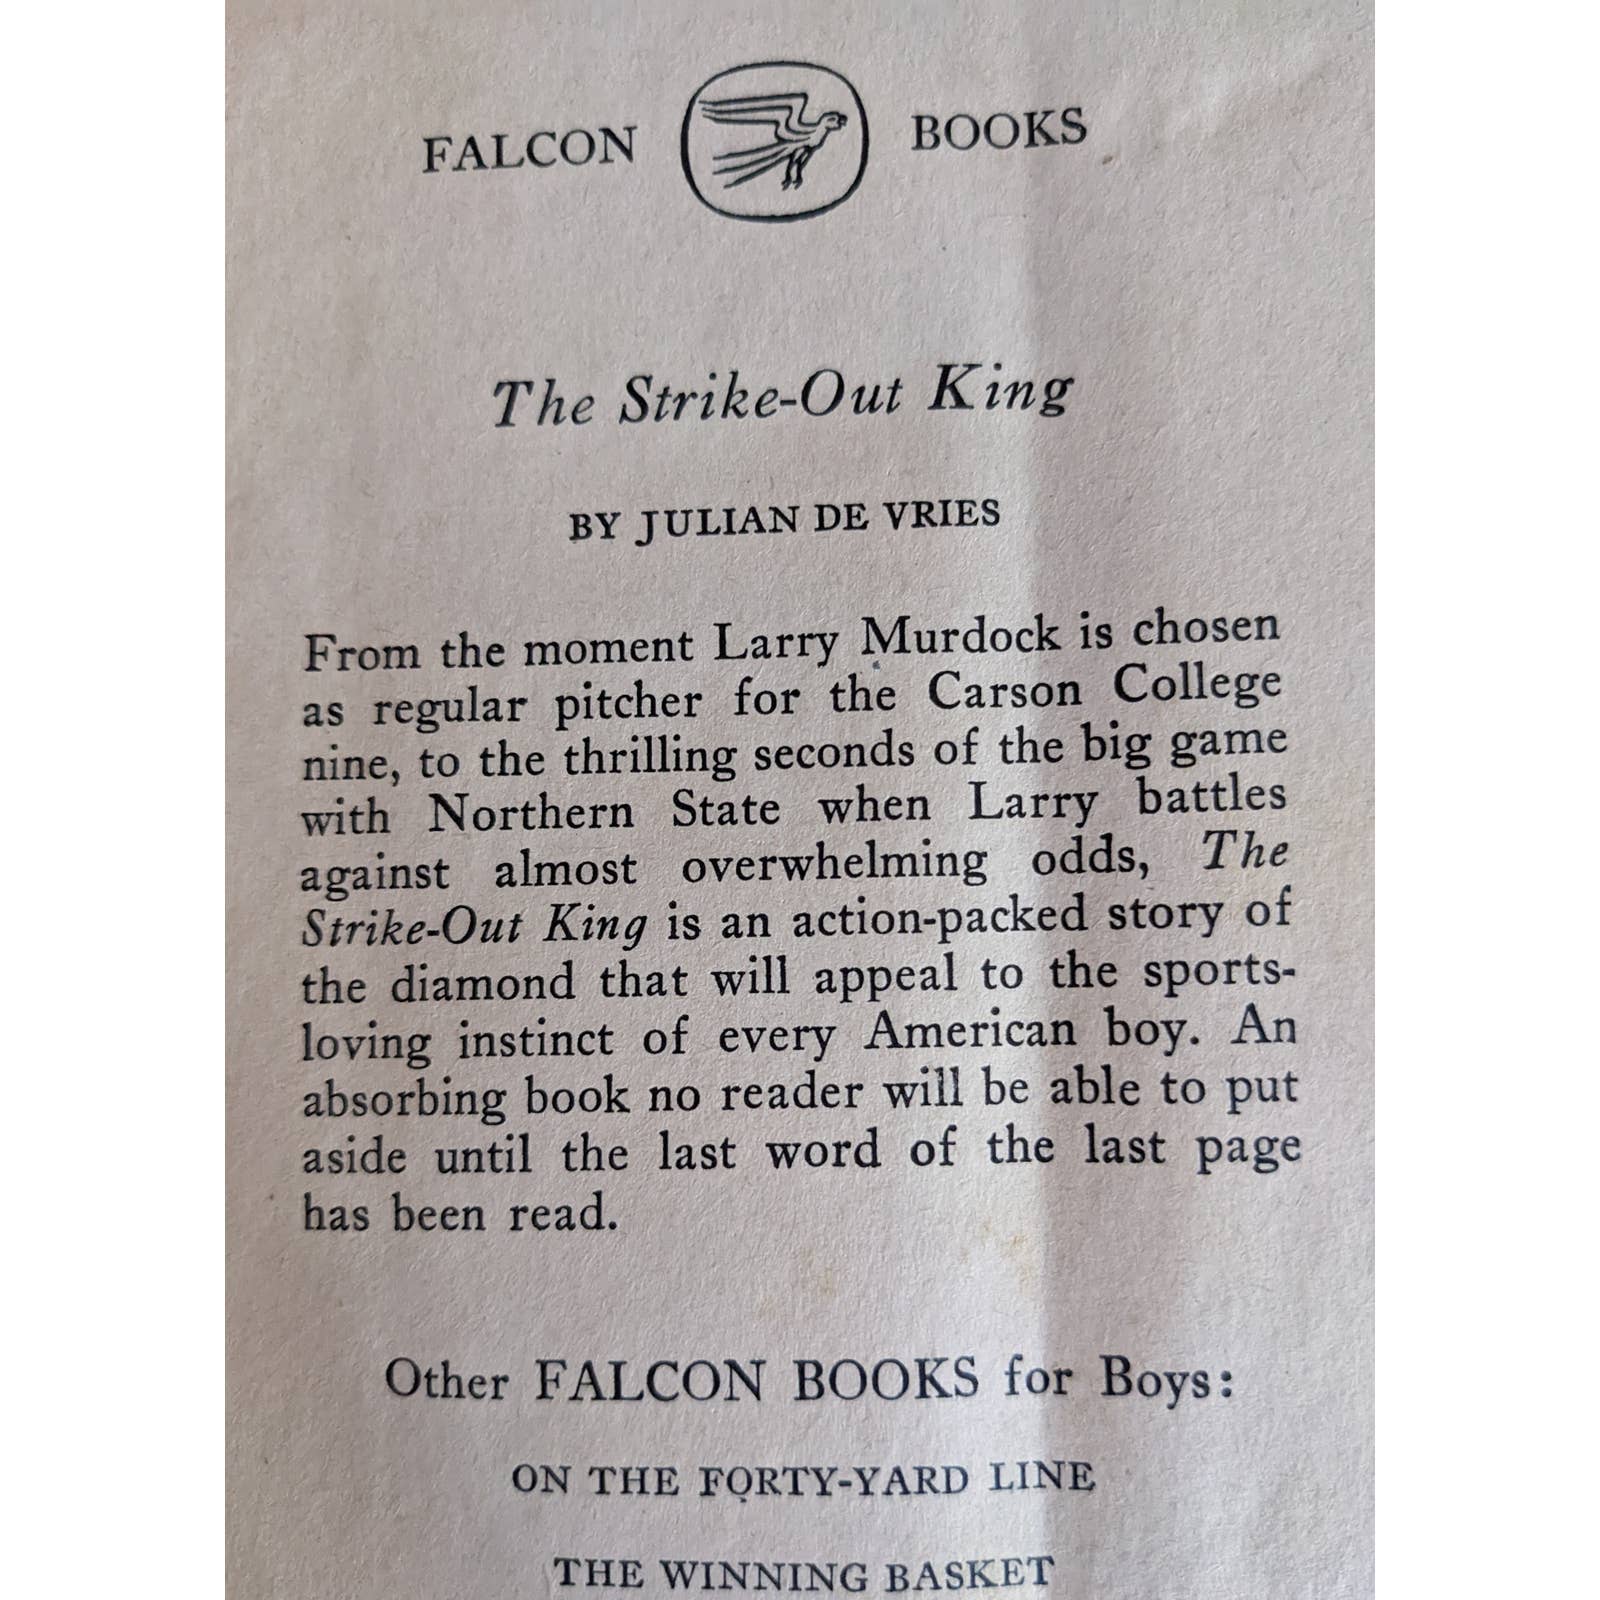 FALCON BOOKS
The Strike-Out King
BY JULIAN DE VRIES
From the moment Larry Murdock is chosen
as regular pitcher for the Carson College
nine, to the thrilling seconds of the big game
with Northern State when Larry battles
against almost overwhelming odds, The
Strike-Out King is an action-packed story of
the diamond that will appeal to the sports-
loving instinct of every American boy. An
absorbing book no reader will be able to put
aside until the last word of the last page
has been read.
Other FALCON BOOKS for Boys:
ON THE FORTY-YARD LINE
THE WINNING BASKET